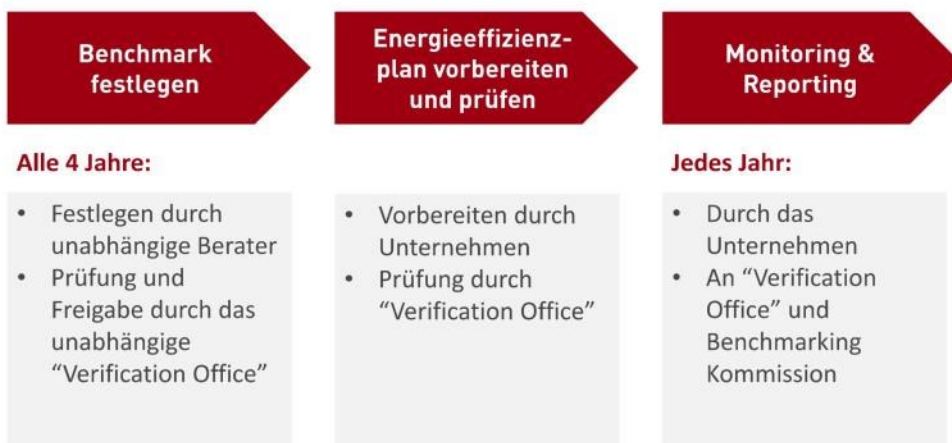 Benchmark
festlegen
Energieeffizienz-
plan vorbereiten
und prüfen
Monitoring &
Reporting
Alle 4 Jahre:
• Festlegen durch
unabhängige Berater
• Prüfung und
Freigabe durch das
unabhängige
“Verification Office”
• Vorbereiten durch
Unternehmen
• Prüfung durch
“Verification Office”
Jedes Jahr:
• Durch das
Unternehmen
• An “Verification
Office” und
Benchmarking
Kommission